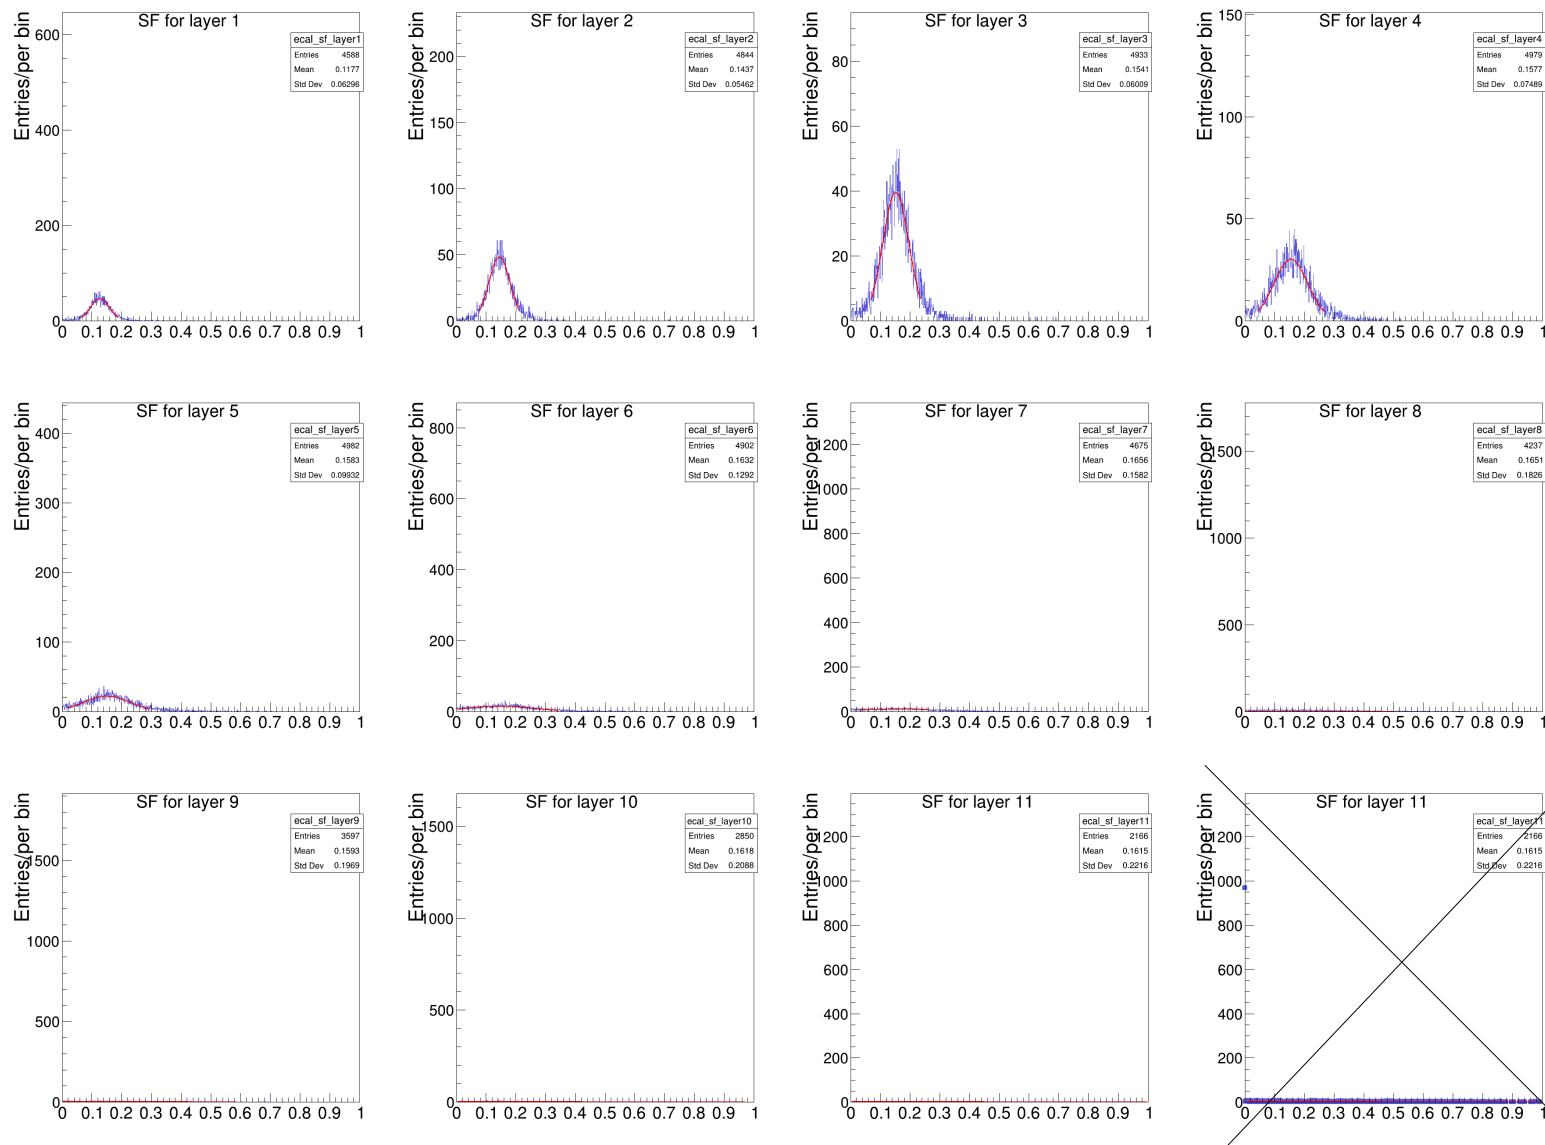 SF for layer 1
Entries/per bin
ecal_sf_layer1
Entries 4588
Mean 0.1177
Std Dev 0.06296
600
400
200
0
0 0.1 0.2 0.3 0.4 0.5 0.6 0.7 0.8 0.9 1
SF for layer 2
Entries/per bin
ecal_sf_layer2
Entries 4844
Mean 0.1437
Std Dev 0.05462
200
150
100
50
0
0 0.1 0.2 0.3 0.4 0.5 0.6 0.7 0.8 0.9 1
SF for layer 3
Entries/per bin
ecal_sf_layer3
Entries 4933
Mean 0.1541
Std Dev 0.06009
80
60
40
20
0
0 0.1 0.2 0.3 0.4 0.5 0.6 0.7 0.8 0.9 1
SF for layer 4
Entries/per bin
ecal_sf_layer4
Entries 4979
Mean 0.1577
Std Dev 0.07489
150
100
50
0
0 0.1 0.2 0.3 0.4 0.5 0.6 0.7 0.8 0.9 1
SF for layer 5
Entries/per bin
ecal_sf_layer5
Entries 4982
Mean 0.1583
Std Dev 0.09932
400
300
200
100
0
0 0.1 0.2 0.3 0.4 0.5 0.6 0.7 0.8 0.9 1
SF for layer 6
Entries/per bin
ecal_sf_layer6
Entries 4902
Mean 0.1632
Std Dev 0.1292
800
600
400
200
0
0 0.1 0.2 0.3 0.4 0.5 0.6 0.7 0.8 0.9 1
SF for layer 7
Entries/per bin
ecal_sf_layer7
Entries 4675
Mean 0.1656
Std Dev 0.1582
1200
1000
800
600
400
200
0
0 0.1 0.2 0.3 0.4 0.5 0.6 0.7 0.8 0.9 1
SF for layer 8
Entries/per bin
ecal_sf_layer8
Entries 4237
Mean 0.1651
Std Dev 0.1826
1500
1000
500
0
0 0.1 0.2 0.3 0.4 0.5 0.6 0.7 0.8 0.9 1
SF for layer 9
Entries/per bin
ecal_sf_layer9
Entries 3597
Mean 0.1593
Std Dev 0.1969
1500
1000
500
0
0 0.1 0.2 0.3 0.4 0.5 0.6 0.7 0.8 0.9 1
SF for layer 10
Entries/per bin
ecal_sf_layer10
Entries 2850
Mean 0.1618
Std Dev 0.2088
1500
1000
500
0
0 0.1 0.2 0.3 0.4 0.5 0.6 0.7 0.8 0.9 1
SF for layer 11
Entries/per bin
ecal_sf_layer11
Entries 2166
Mean 0.1615
Std Dev 0.2216
1200
1000
800
600
400
200
0
0 0.1 0.2 0.3 0.4 0.5 0.6 0.7 0.8 0.9 1
SF for layer 11
Entries/per bin
ecal_sf_layer11
Entries 2166
Mean 0.1615
Std Dev 0.2216
1200
1000
800
600
400
200
0
0 0.1 0.2 0.3 0.4 0.5 0.6 0.7 0.8 0.9 1